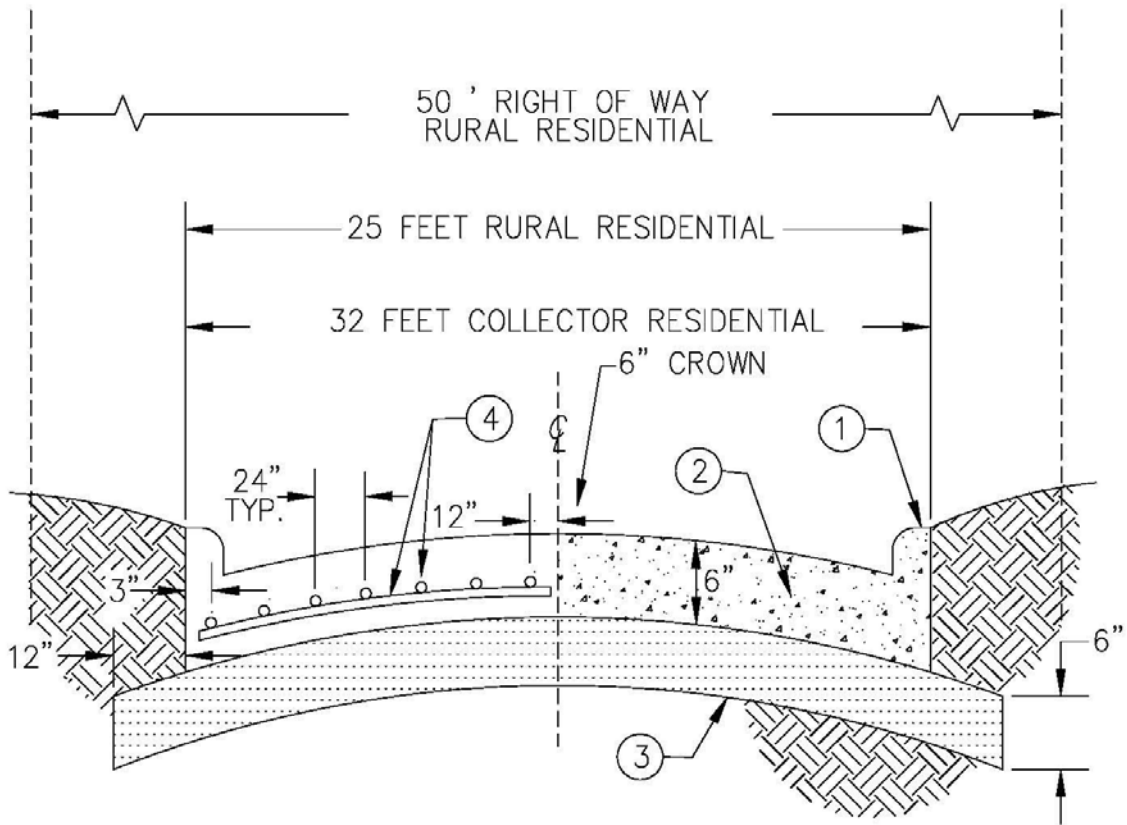 50 ' RIGHT OF WAY
RURAL RESIDENTIAL
25 FEET RURAL RESIDENTIAL
32 FEET COLLECTOR RESIDENTIAL
6” CROWN
4
℄
1
2
24”
TYP.
12”
6”
3”
12”
6”
3